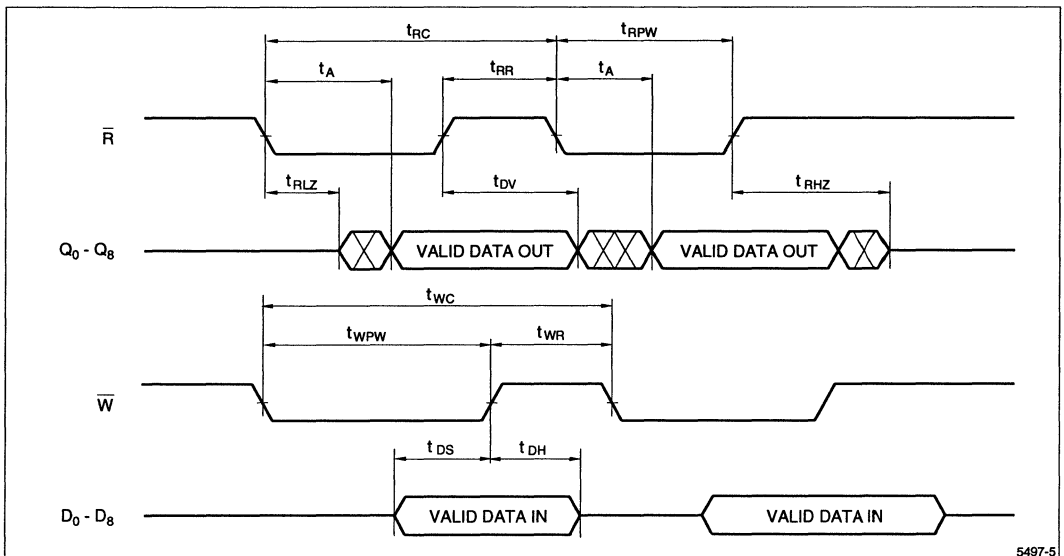 tRC
tRPW
tA
tRR
tA
R̅
tRLZ
tDV
tRHZ
Q0 - Q8
VALID DATA OUT
VALID DATA OUT
tWC
tWPW
tWR
W̅
tDS
tDH
D0 - D8
VALID DATA IN
VALID DATA IN
5497-5